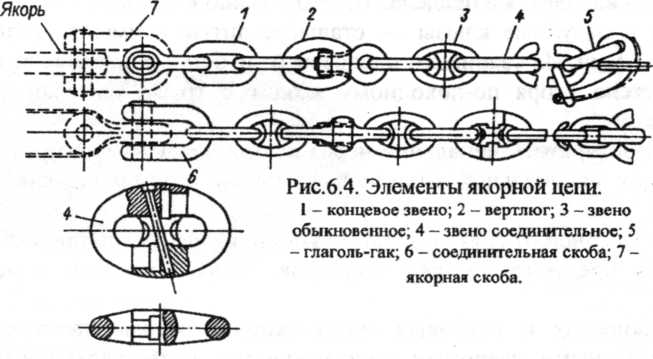 Якорь
7
1
2
3
4
5
6
4
Рис.6.4. Элементы якорной цепи.
1 – концевое звено; 2 – вертлюг; 3 – звено
обыкновенное; 4 – звено соединительное; 5
– глаголь-гак; 6 – соединительная скоба; 7 –
якорная скоба.